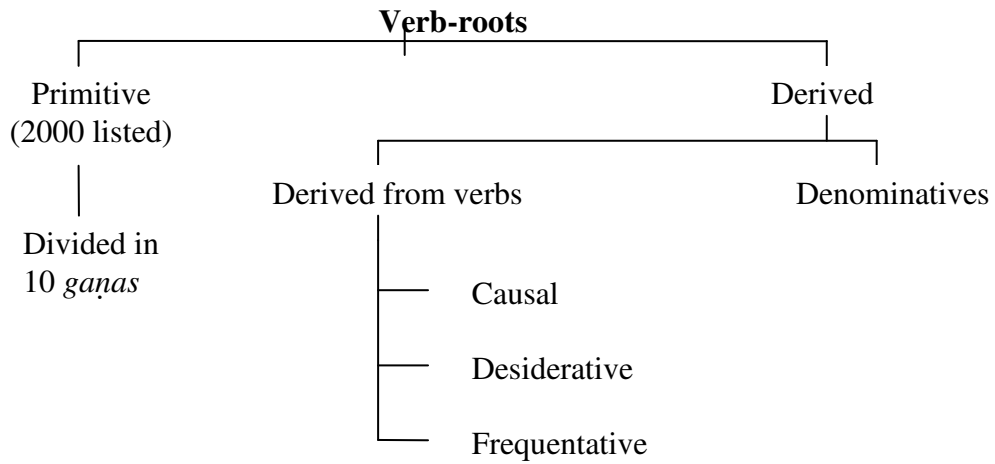 Verb-roots
Primitive
(2000 listed)
Derived
Derived from verbs
Denominatives
Divided in
10 gaṇas
Causal
Desiderative
Frequentative